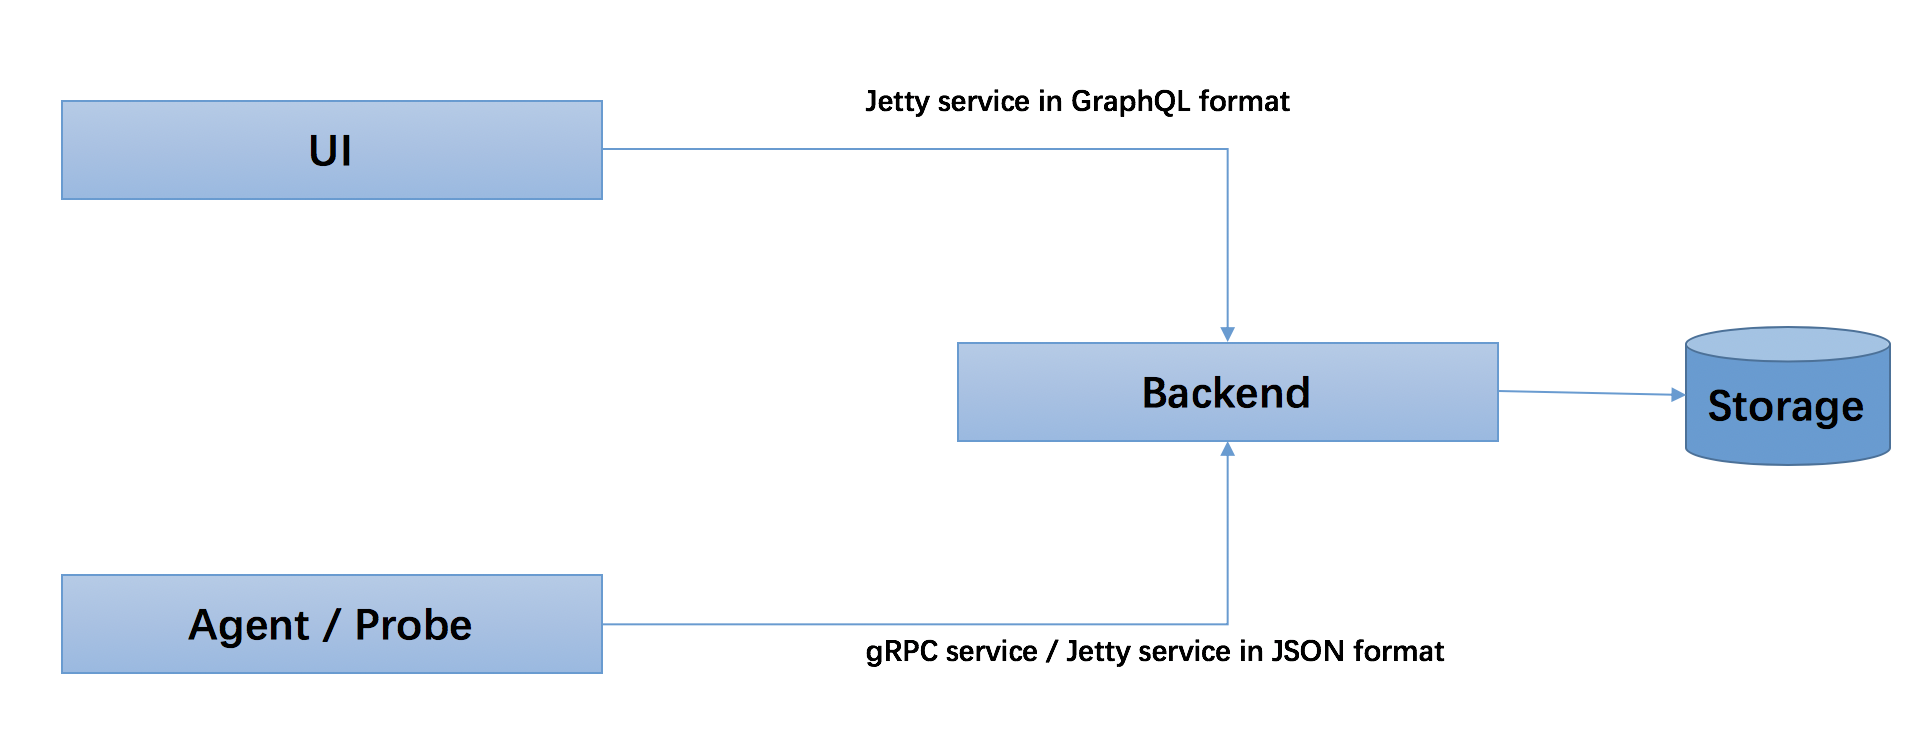 Jetty service in GraphQL format
UI
Backend
Storage
Agent / Probe
gRPC service / Jetty service in JSON format